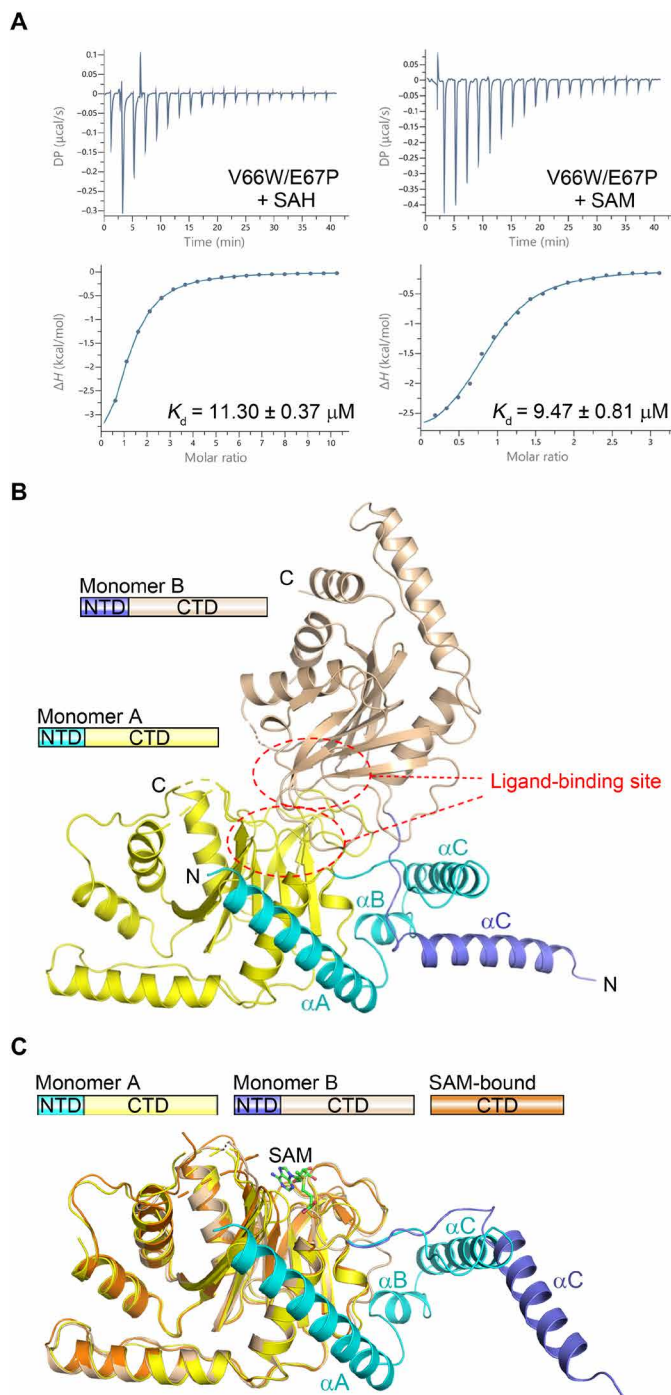 A
0.1
0.05
0
-0.05
-0.1
-0.15
-0.2
-0.25
-0.3
DP (µcal/s)
V66W/E67P
+ SAH
0 5 10 15 20 25 30 35 40
Time (min)
0.05
0
-0.05
-0.1
-0.15
-0.2
-0.25
-0.3
-0.35
-0.4
DP (µcal/s)
V66W/E67P
+ SAM
0 5 10 15 20 25 30 35 40
Time (min)
0
-0.5
-1
-1.5
-2
-2.5
-3
ΔH (kcal/mol)
Kd = 11.30 ± 0.37 µM
0 1 2 3 4 5 6 7 8 9 10
Molar ratio
-0.5
-1
-1.5
-2
-2.5
ΔH (kcal/mol)
Kd = 9.47 ± 0.81 µM
0 0.5 1 1.5 2 2.5 3
Molar ratio
B
Monomer B
NTD CTD
C
Monomer A
NTD CTD
Ligand-binding site
C
N
αC
αB
αC
N
αA
C
Monomer A Monomer B SAM-bound
NTD CTD NTD CTD CTD
SAM
αC
αB
αC
αA